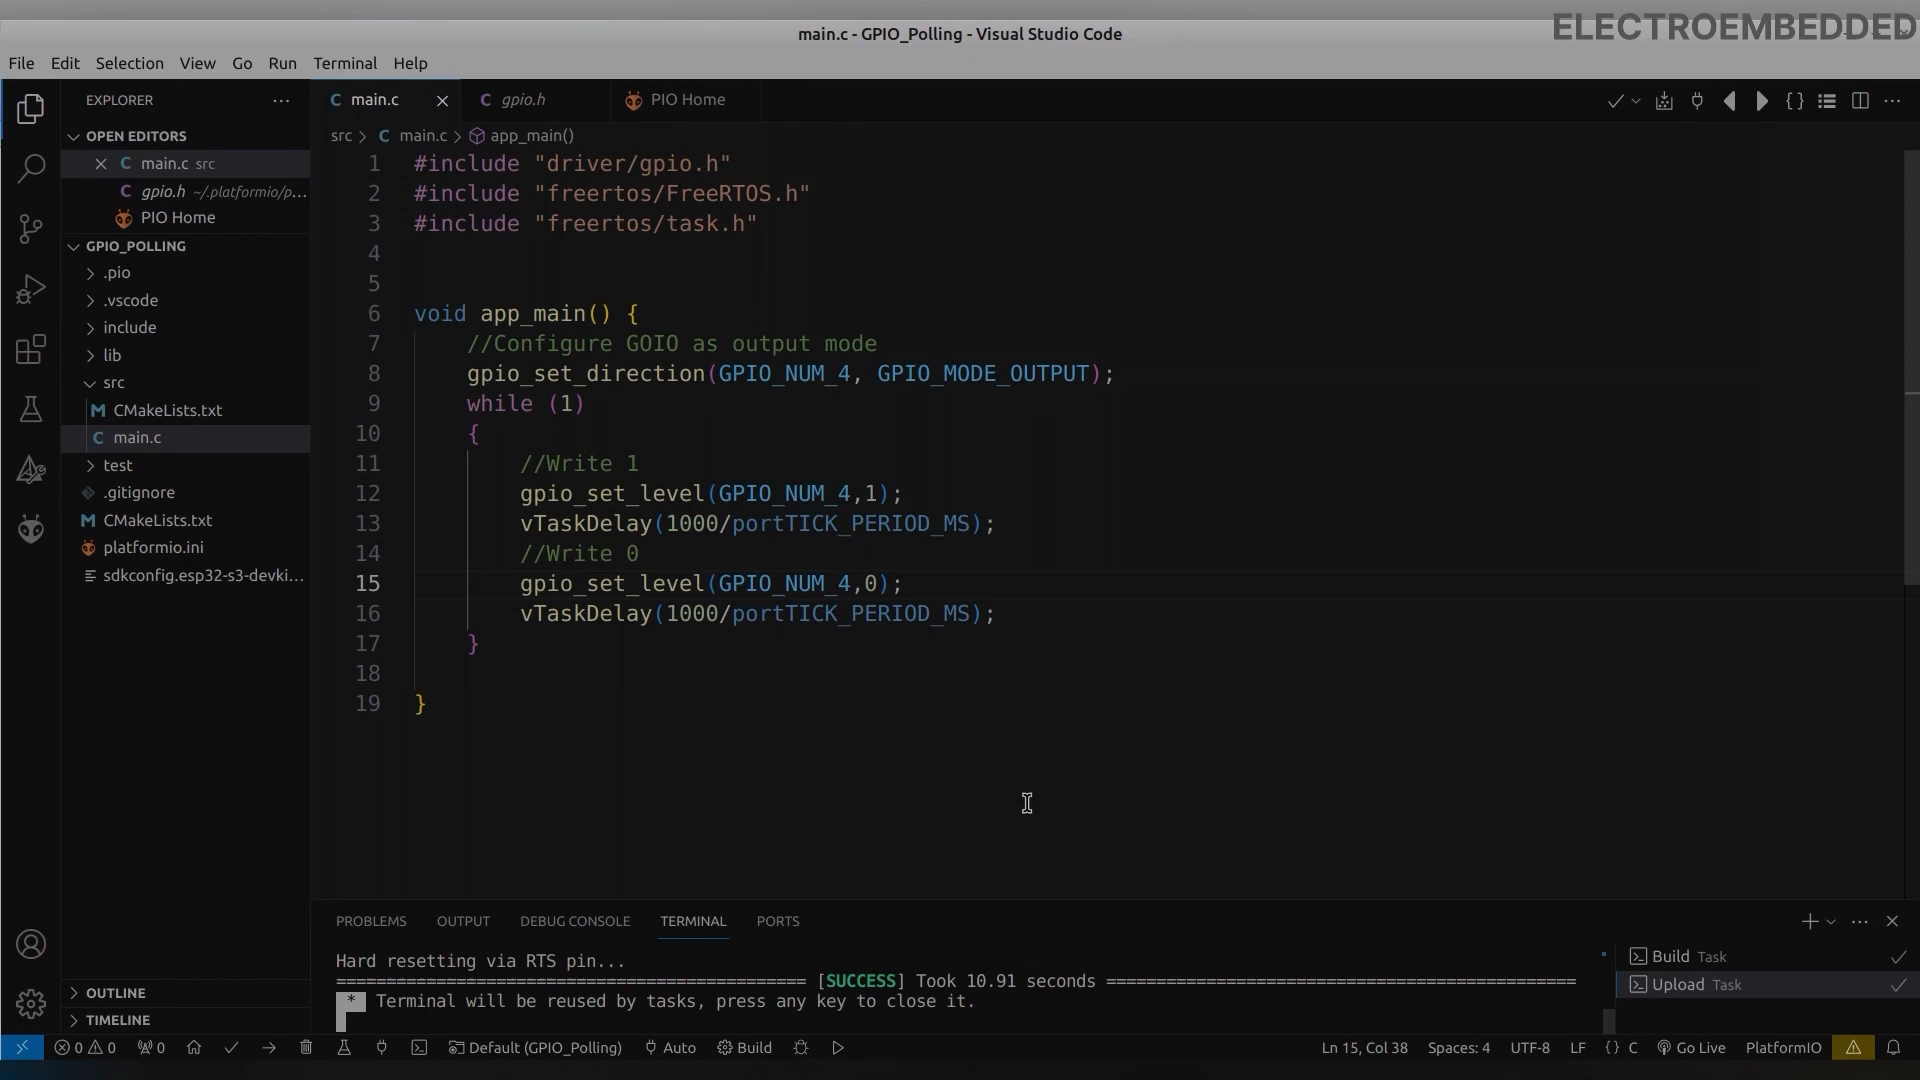 ELECTROEMBEDDED
main.c - GPIO_Polling - Visual Studio Code
File Edit Selection View Go Run Terminal Help
EXPLORER
OPEN EDITORS
main.c src
gpio.h ~/.platformio/p...
PIO Home
GPIO_POLLING
.pio
.vscode
include
lib
src
CMakeLists.txt
main.c
test
.gitignore
CMakeLists.txt
platformio.ini
sdkconfig.esp32-s3-devki...
OUTLINE
TIMELINE
main.c gpio.h PIO Home
src > C main.c > app_main()
1 #include "driver/gpio.h"
2 #include "freertos/FreeRTOS.h"
3 #include "freertos/task.h"
4
5
6 void app_main() {
7 //Configure GOIO as output mode
8 gpio_set_direction(GPIO_NUM_4, GPIO_MODE_OUTPUT);
9 while (1)
10 {
11 //Write 1
12 gpio_set_level(GPIO_NUM_4,1);
13 vTaskDelay(1000/portTICK_PERIOD_MS);
14 //Write 0
15 gpio_set_level(GPIO_NUM_4,0);
16 vTaskDelay(1000/portTICK_PERIOD_MS);
17 }
18
19 }
PROBLEMS OUTPUT DEBUG CONSOLE TERMINAL PORTS
Hard resetting via RTS pin...
=============================================== [SUCCESS] Took 10.91 seconds ===============================================
* Terminal will be reused by tasks, press any key to close it.
Build Task
Upload Task
0 0 0 Default (GPIO_Polling) Auto Build Ln 15, Col 38 Spaces: 4 UTF-8 LF {} C Go Live PlatformIO